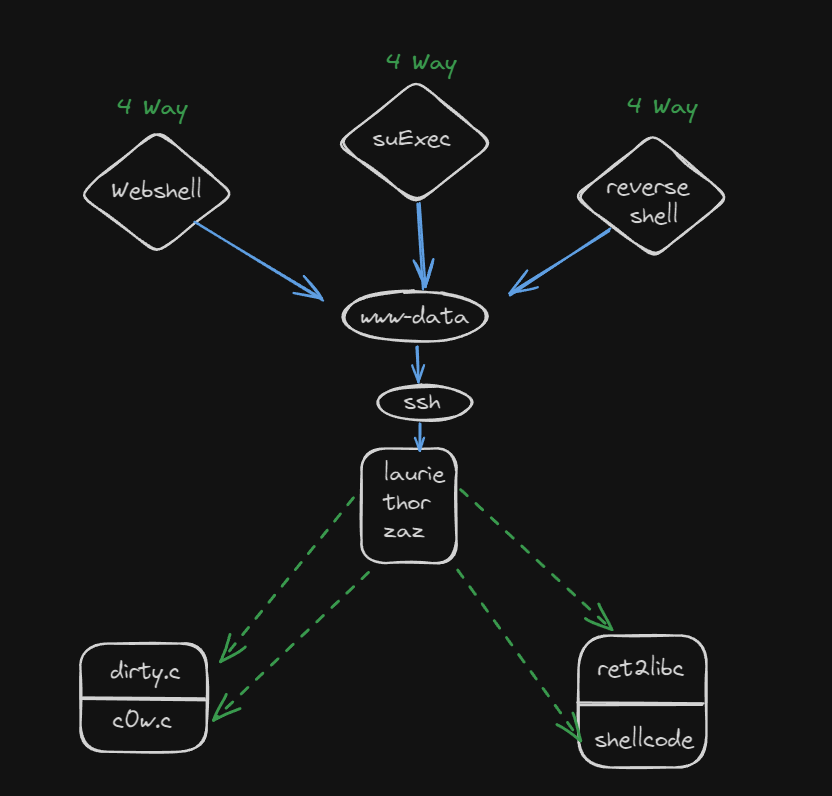 4 Way
4 Way
4 Way
suExec
Webshell
reverse
shell
www-data
ssh
laurie
thor
zaz
dirty.c
c0w.c
ret2libc
shellcode